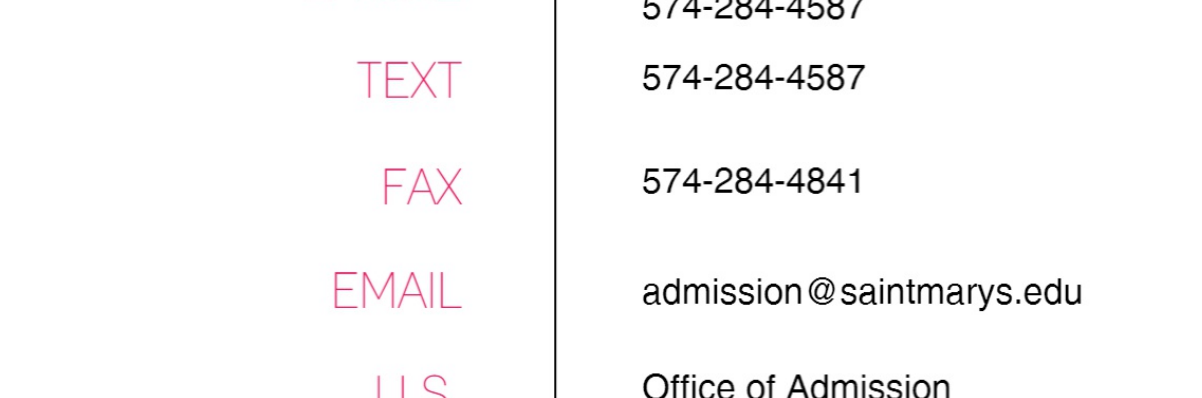 574-284-4587
TEXT 574-284-4587
FAX 574-284-4841
EMAIL admission@saintmarys.edu
U.S. Office of Admission